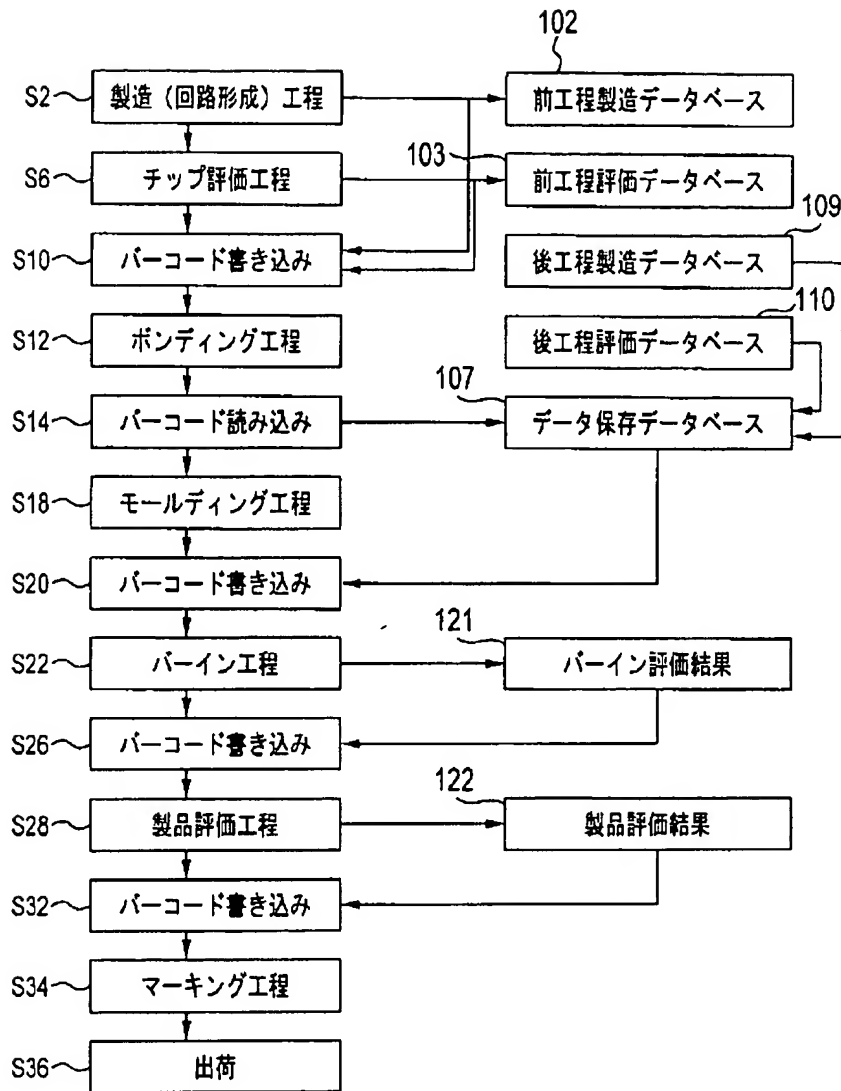 102
S2 製造（回路形成）工程 前工程製造データベース
103
S6 チップ評価工程 前工程評価データベース
109
S10 バーコード書き込み 後工程製造データベース
110
S12 ボンディング工程 後工程評価データベース
107
S14 バーコード読み込み データ保存データベース
S18 モールディング工程
S20 バーコード書き込み
121
S22 バーイン工程 バーイン評価結果
S26 バーコード書き込み
122
S28 製品評価工程 製品評価結果
S32 バーコード書き込み
S34 マーキング工程
S36 出荷